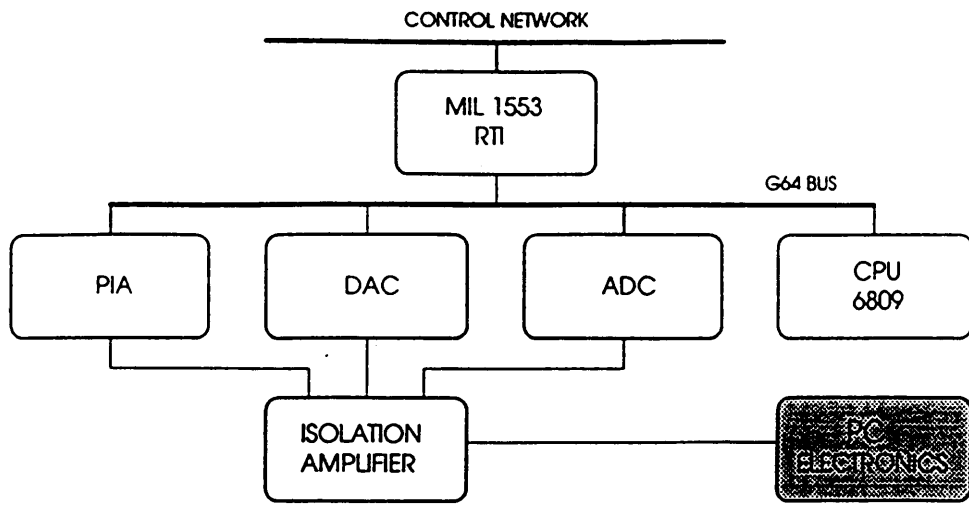 CONTROL NETWORK
MIL 1553
RTI
G64 BUS
PIA
DAC
ADC
CPU
6809
ISOLATION
AMPLIFIER
PC
ELECTRONICS